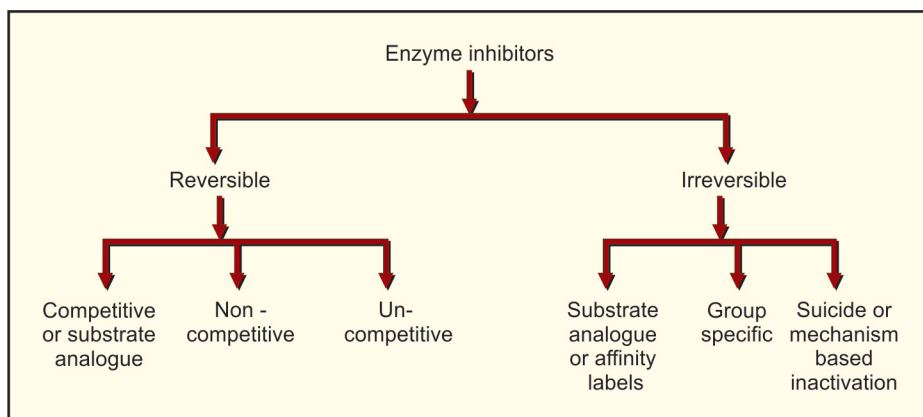 Enzyme inhibitors
Reversible
Irreversible
Competitive
or substrate
analogue
Non -
competitive
Un-
competitive
Substrate
analogue
or affinity
labels
Group
specific
Suicide or
mechanism
based
inactivation